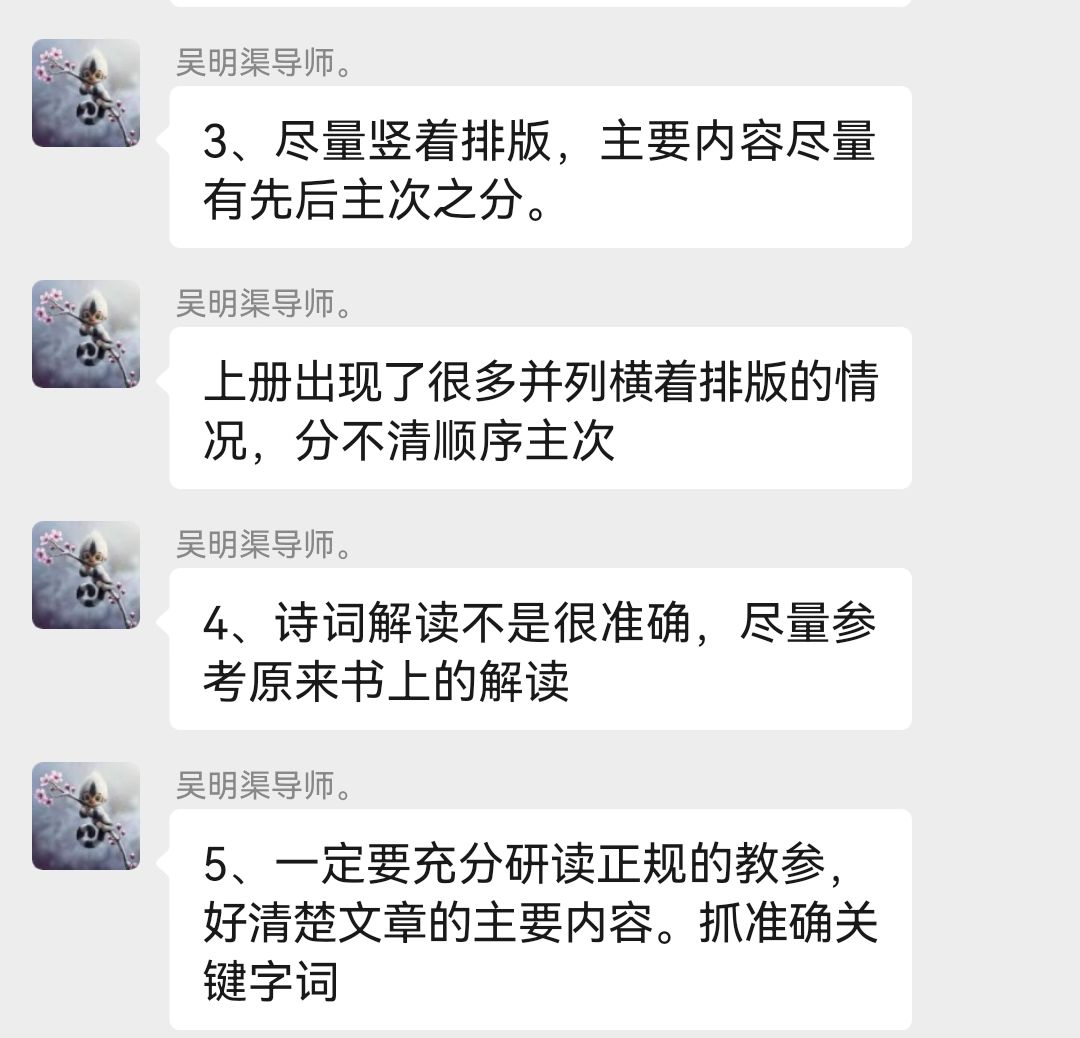 吴明渠导师。
3、尽量竖着排版，主要内容尽量
有先后主次之分。
吴明渠导师。
上册出现了很多并列横着排版的情
况，分不清顺序主次
吴明渠导师。
4、诗词解读不是很准确，尽量参
考原来书上的解读
吴明渠导师。
5、一定要充分研读正规的教参，
好清楚文章的主要内容。抓准确关
键字词